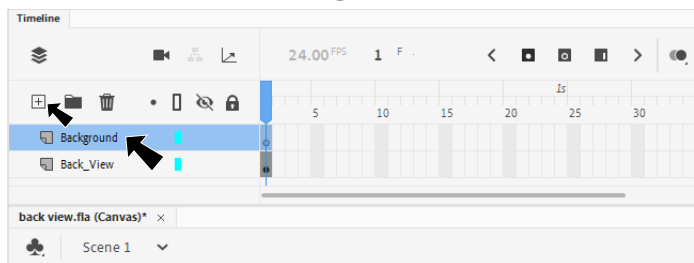 Timeline
24.00 FPS 1 F
1s
5 10 15 20 25 30
Background
Back_View
back view.fla (Canvas)* ×
Scene 1